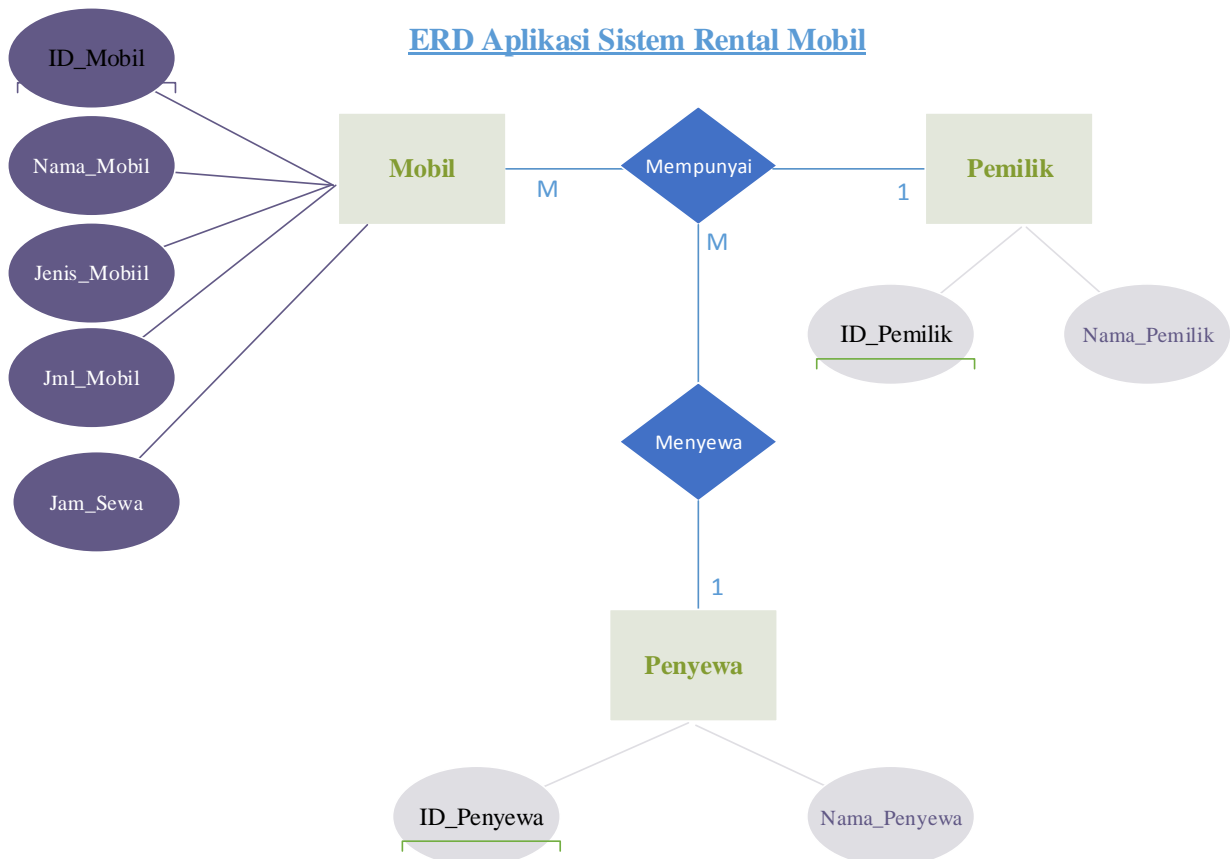 ERD Aplikasi Sistem Rental Mobil
ID_Mobil
Nama_Mobil
Jenis_Mobiil
Jml_Mobil
Jam_Sewa
Mobil
M
Mempunyai
1
Pemilik
M
ID_Pemilik
Nama_Pemilik
Menyewa
1
Penyewa
ID_Penyewa
Nama_Penyewa